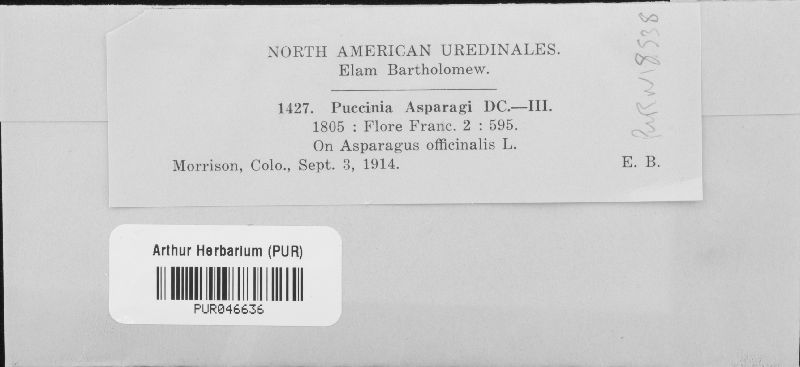 NORTH AMERICAN UREDINALES.
Elam Bartholomew.
1427. Puccinia Asparagi DC.—III.
1805 : Flore Franc. 2 : 595.
On Asparagus officinalis L.
Morrison, Colo., Sept. 3, 1914. E. B.
PUR N18538
Arthur Herbarium (PUR)
PUR046636